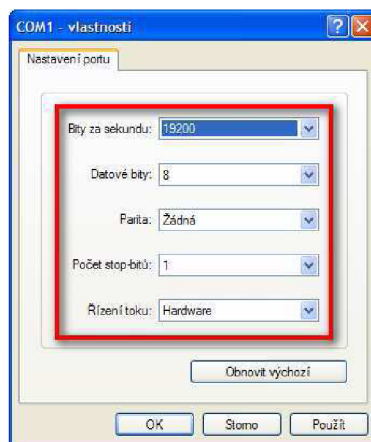 COM1 - vlastnosti
Nastavení portu
Bity za sekundu: 19200
Datové bity: 8
Parita: Žádná
Počet stop-bitů: 1
Řízení toku: Hardware
Obnovit výchozí
OK Storno Použít